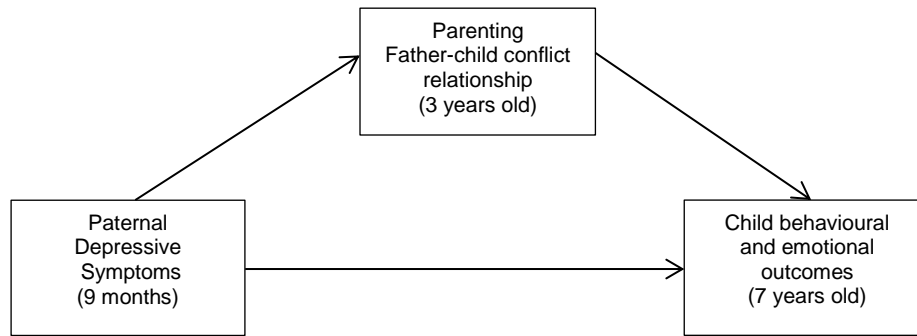 Parenting
Father-child conflict
relationship
(3 years old)
Paternal
Depressive
Symptoms
(9 months)
Child behavioural
and emotional
outcomes
(7 years old)